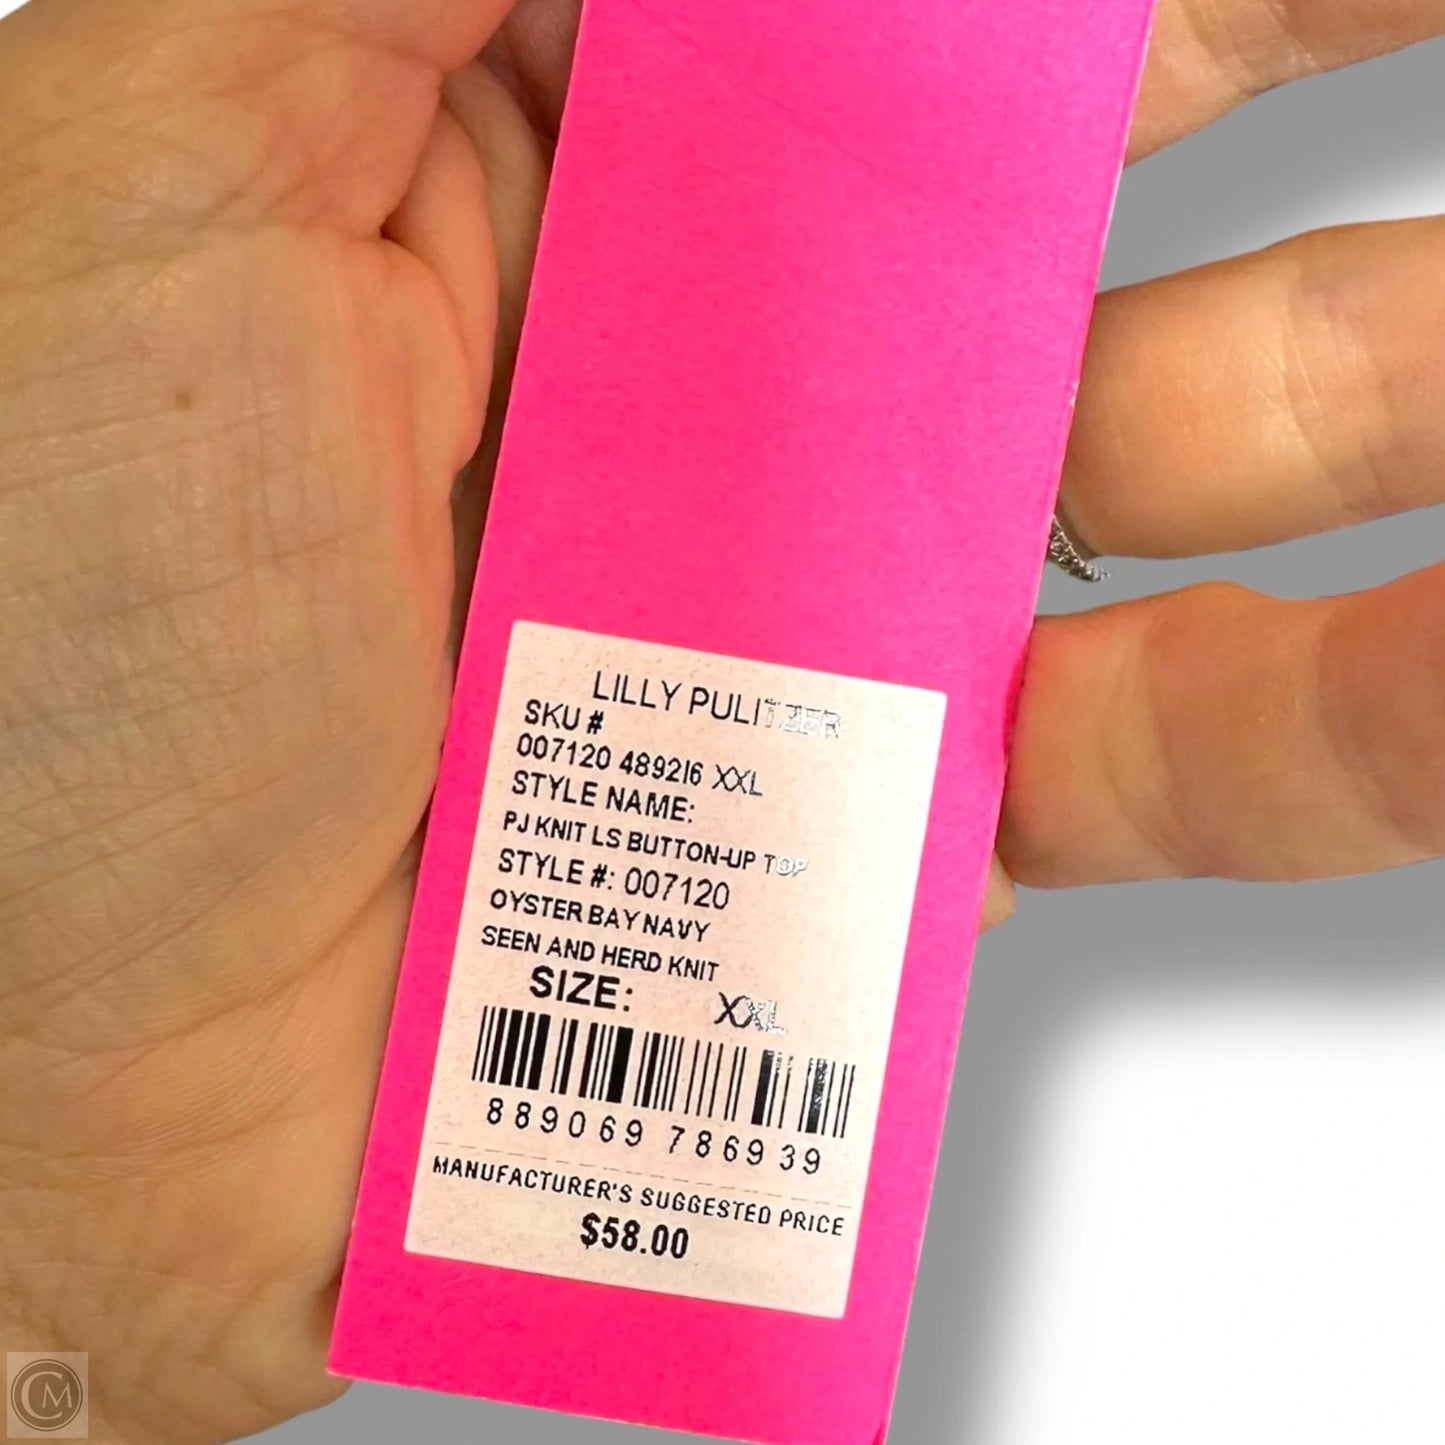 LILLY PULITZER
SKU #
007120 489216 XXL
STYLE NAME:
PJ KNIT LS BUTTON-UP TOP
STYLE #: 007120
OYSTER BAY NAVY
SEEN AND HERD KNIT
SIZE: XXL
889069 786939
MANUFACTURER'S SUGGESTED PRICE
$58.00
CM